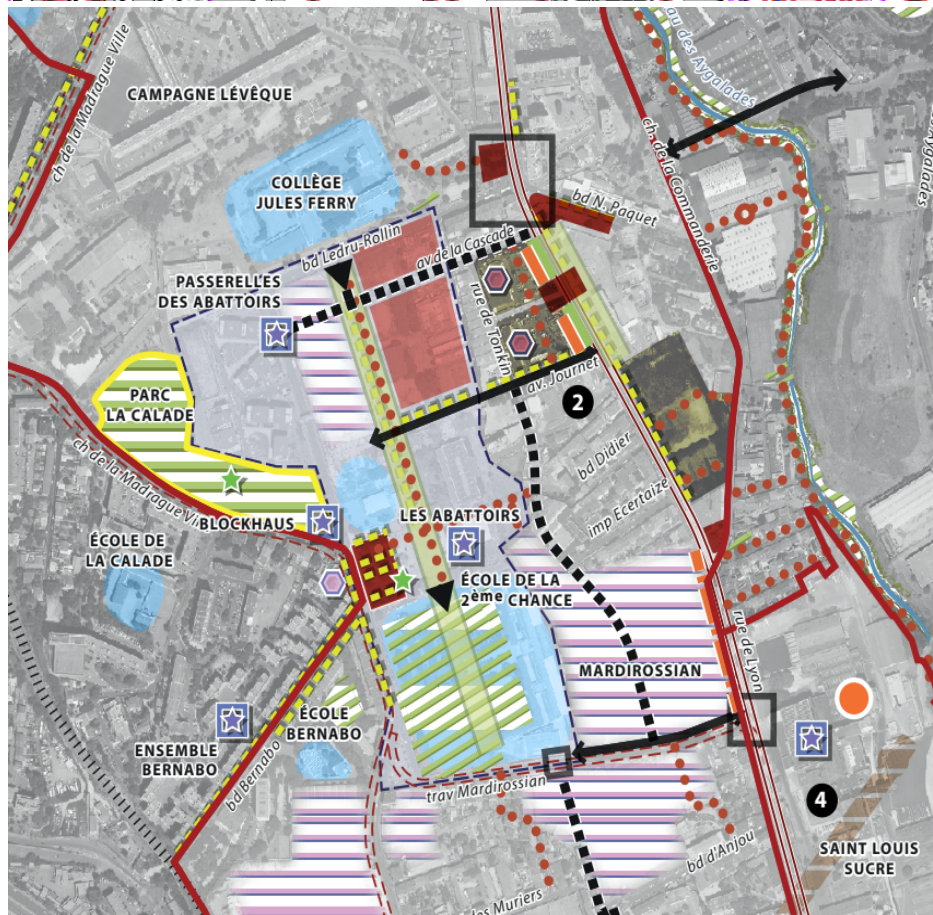 au des Aygalades
ch de la Madrague Ville
CAMPAGNE LÉVÊQUE
Aygalades
COLLÈGE
JULES FERRY
ch. de la Commanderie
bd N. Paquet
bd Ledru-Rollin
av de la Cascade
PASSERELLES
DES ABATTOIRS
rue de Tonkin
av. Journet
PARC
LA CALADE
2
bd Didier
ch de la Madrague Vi
imp Ecertaize
BLOCKHAUS
LES ABATTOIRS
ÉCOLE DE
LA CALADE
ÉCOLE DE LA
2ème CHANCE
rue de Lyon
MARDIROSSIAN
ÉCOLE
BERNABO
ENSEMBLE
BERNABO
bd Bernabo
trav Mardirossian
4
bd d'Anjou
SAINT LOUIS
SUCRE
des Muriers